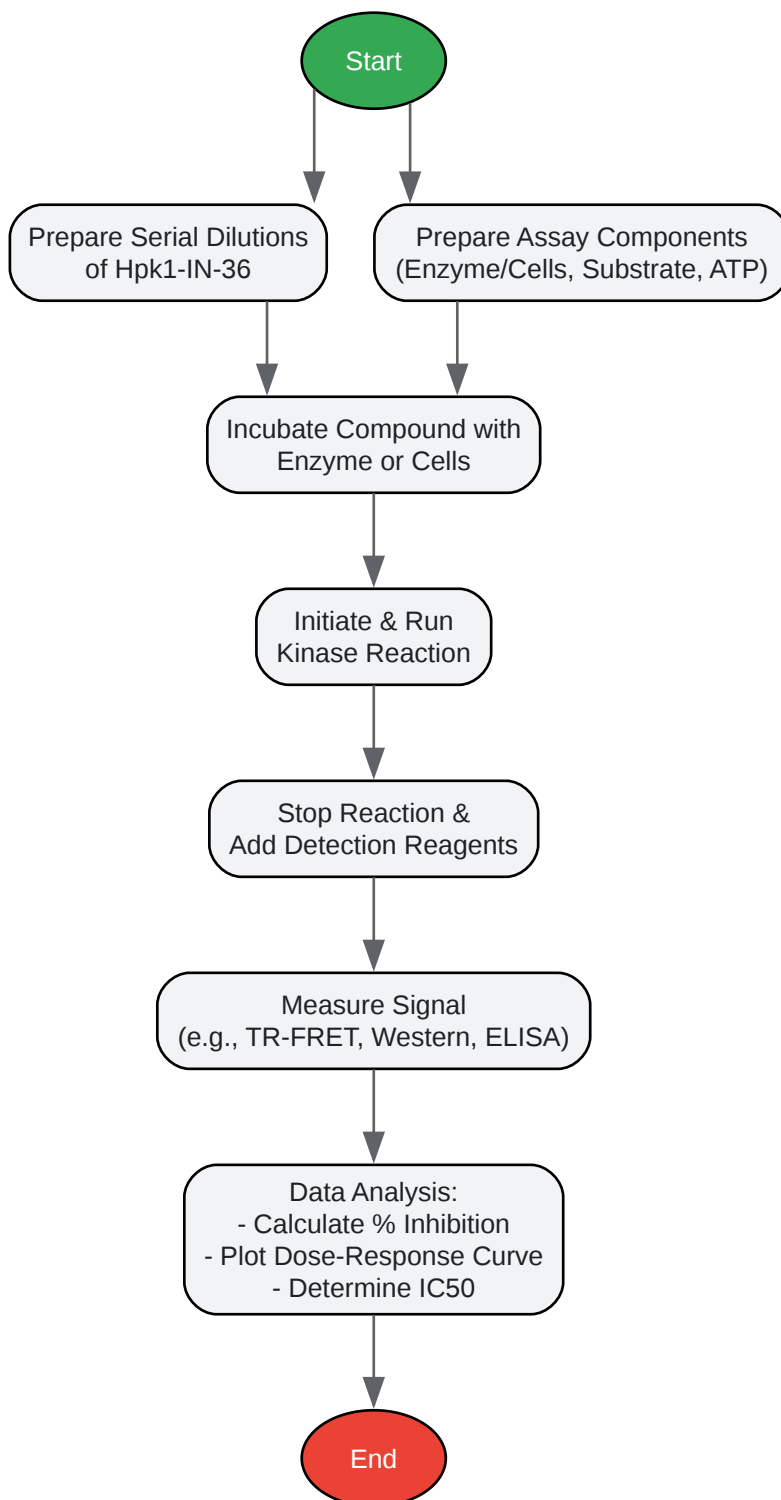 Start
Prepare Serial Dilutions
of Hpk1-IN-36
Prepare Assay Components
(Enzyme/Cells, Substrate, ATP)
Incubate Compound with
Enzyme or Cells
Initiate & Run
Kinase Reaction
Stop Reaction &
Add Detection Reagents
Measure Signal
(e.g., TR-FRET, Western, ELISA)
Data Analysis:
- Calculate % Inhibition
- Plot Dose-Response Curve
- Determine IC50
End